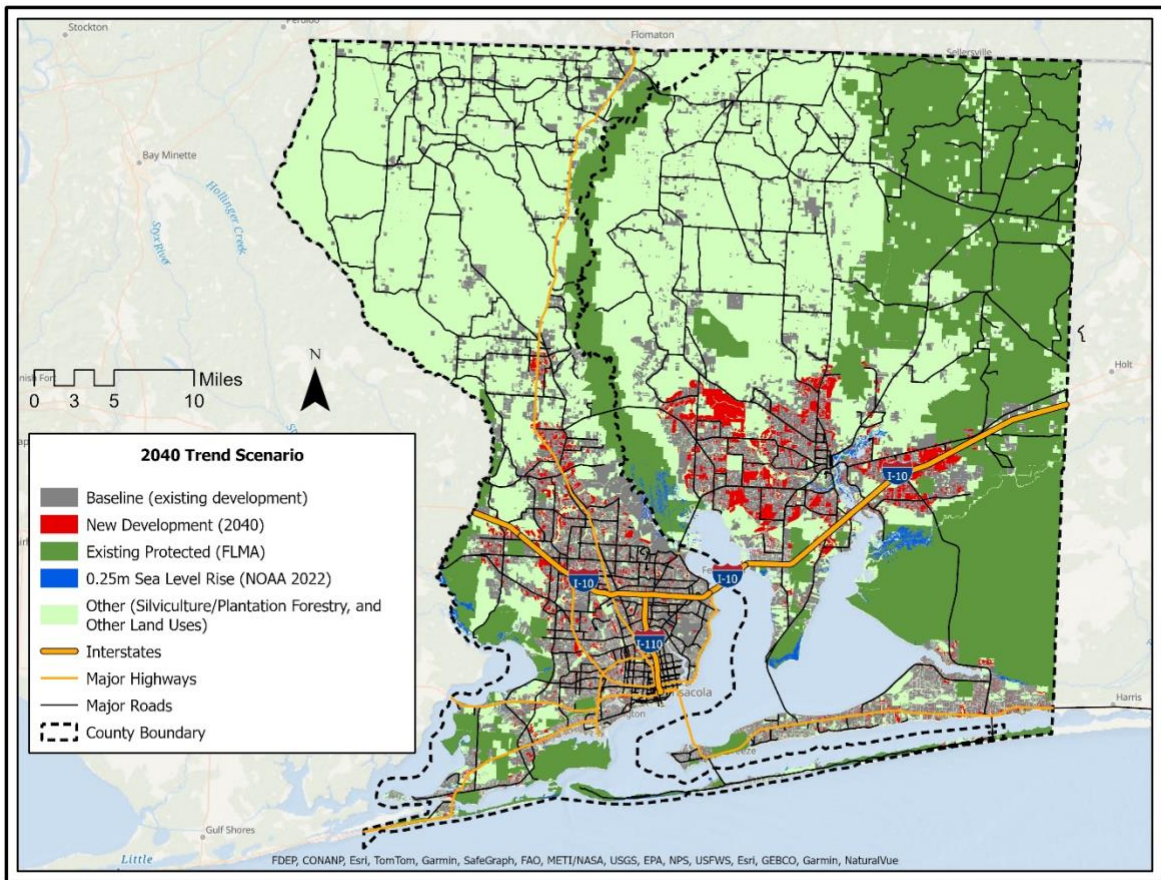 Stockton
Perdido
Flomaton
Sellersville
Bay Minette
Hollinger Creek
Styx River
N
Miles
0 3 5 10
Holt
2040 Trend Scenario
Baseline (existing development)
New Development (2040)
Existing Protected (FLMA)
0.25m Sea Level Rise (NOAA 2022)
Other (Silviculture/Plantation Forestry, and
Other Land Uses)
Interstates
Major Highways
Major Roads
County Boundary
I-10
I-10
I-10
I-110
Harris
Gulf Shores
Little
FDEP, CONANP, Esri, TomTom, Garmin, SafeGraph, FAO, METI/NASA, USGS, EPA, NPS, USFWS, Esri, GEBCO, Garmin, NaturalVue